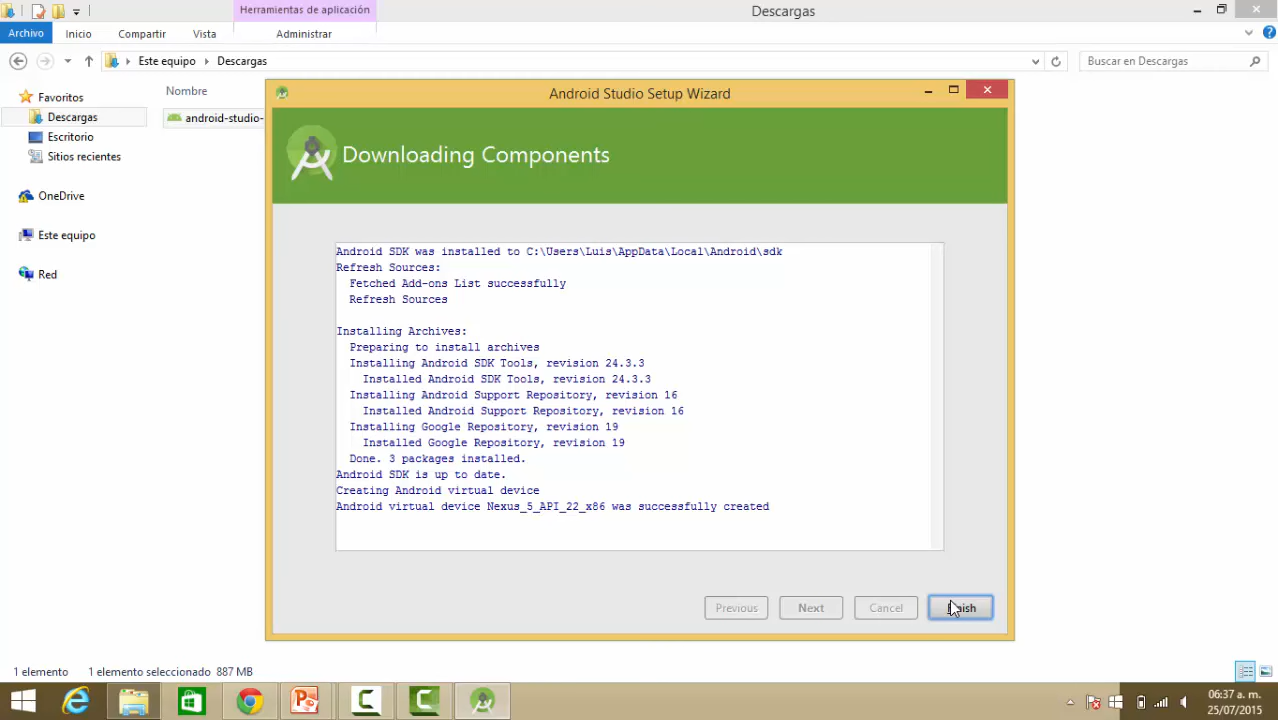 Herramientas de aplicación
Descargas
Archivo
Inicio
Compartir
Vista
Administrar
Este equipo
Descargas
Buscar en Descargas
Favoritos
Descargas
Escritorio
Sitios recientes
OneDrive
Este equipo
Red
Nombre
android-studio-
Android Studio Setup Wizard
Downloading Components
Android SDK was installed to C:\Users\Luis\AppData\Local\Android\sdk
Refresh Sources:
Fetched Add-ons List successfully
Refresh Sources
Installing Archives:
Preparing to install archives
Installing Android SDK Tools, revision 24.3.3
Installed Android SDK Tools, revision 24.3.3
Installing Android Support Repository, revision 16
Installed Android Support Repository, revision 16
Installing Google Repository, revision 19
Installed Google Repository, revision 19
Done. 3 packages installed.
Android SDK is up to date.
Creating Android virtual device
Android virtual device Nexus_5_API_22_x86 was successfully created
Previous
Next
Cancel
Finish
1 elemento
1 elemento seleccionado 887 MB
06:37 a. m.
25/07/2015